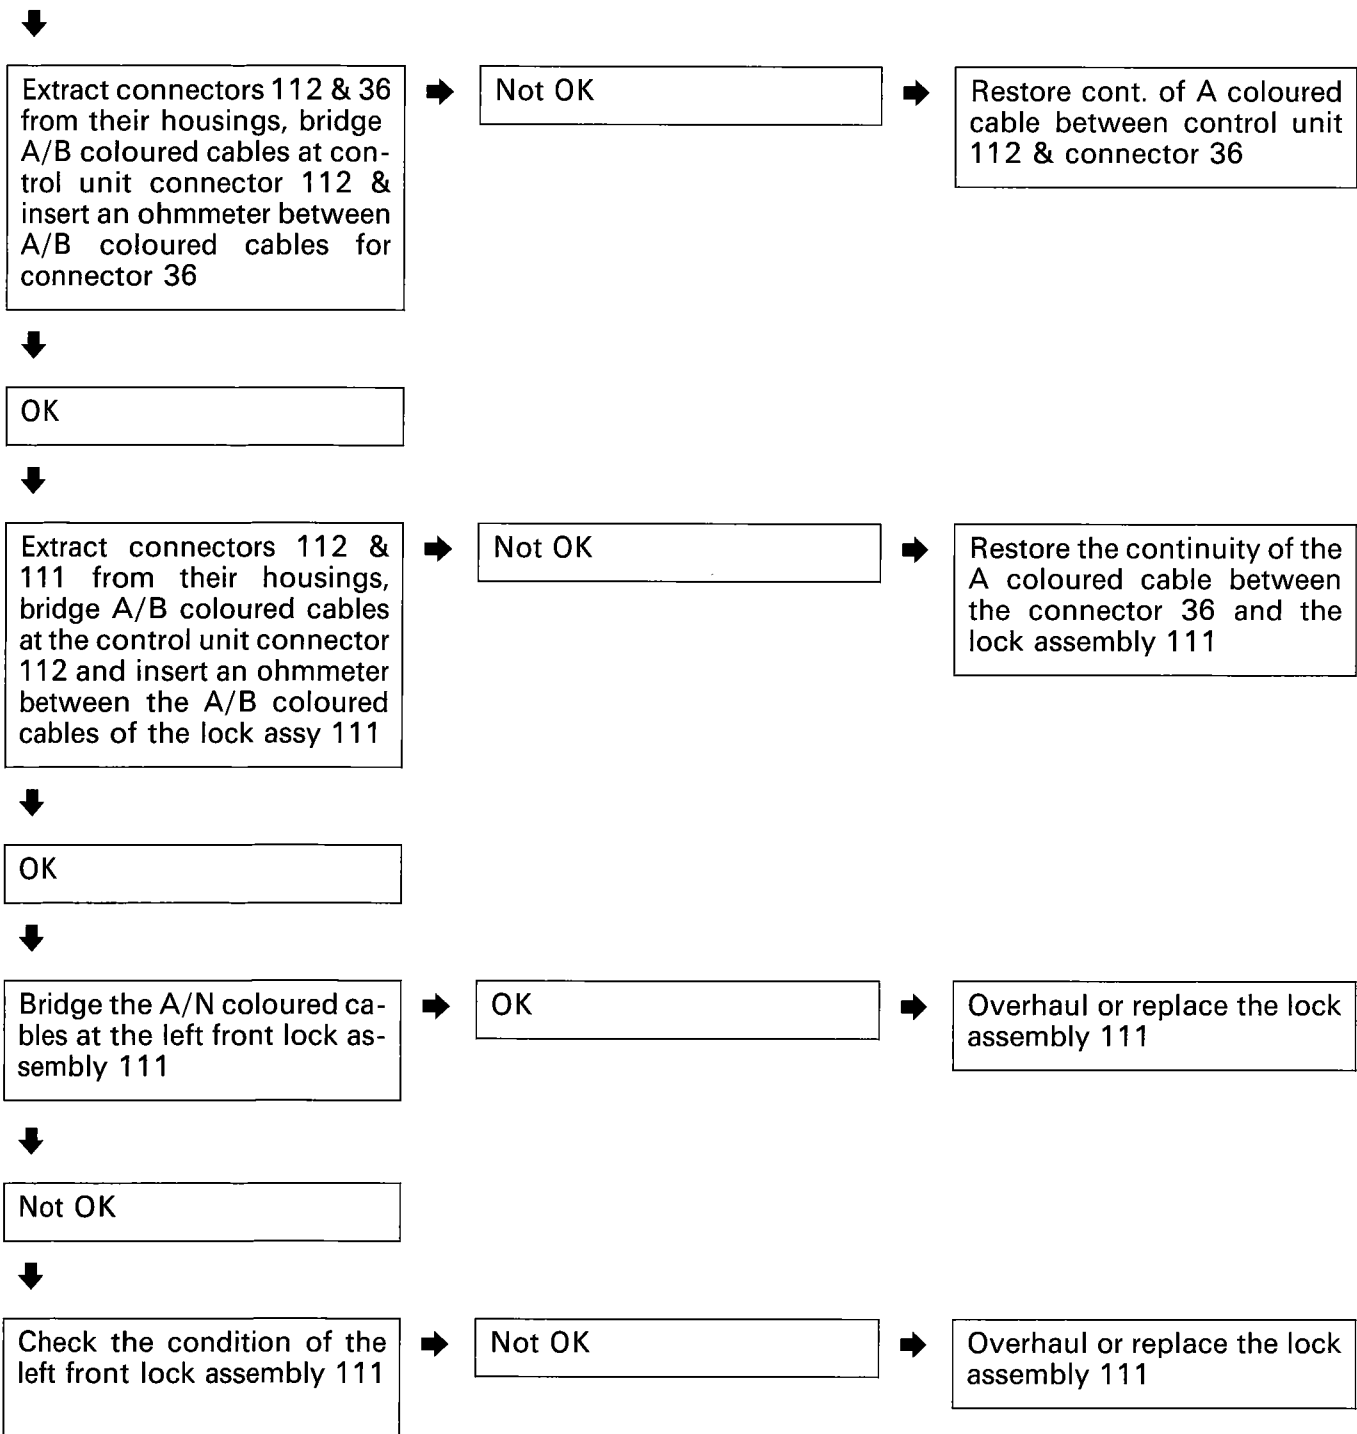 Extract connectors 112 & 36
from their housings, bridge
A/B coloured cables at con-
trol unit connector 112 &
insert an ohmmeter between
A/B coloured cables for
connector 36
Not OK
Restore cont. of A coloured
cable between control unit
112 & connector 36
OK
Extract connectors 112 &
111 from their housings,
bridge A/B coloured cables
at the control unit connector
112 and insert an ohmmeter
between the A/B coloured
cables of the lock assy 111
Not OK
Restore the continuity of the
A coloured cable between
the connector 36 and the
lock assembly 111
OK
Bridge the A/N coloured ca-
bles at the left front lock as-
sembly 111
OK
Overhaul or replace the lock
assembly 111
Not OK
Check the condition of the
left front lock assembly 111
Not OK
Overhaul or replace the lock
assembly 111